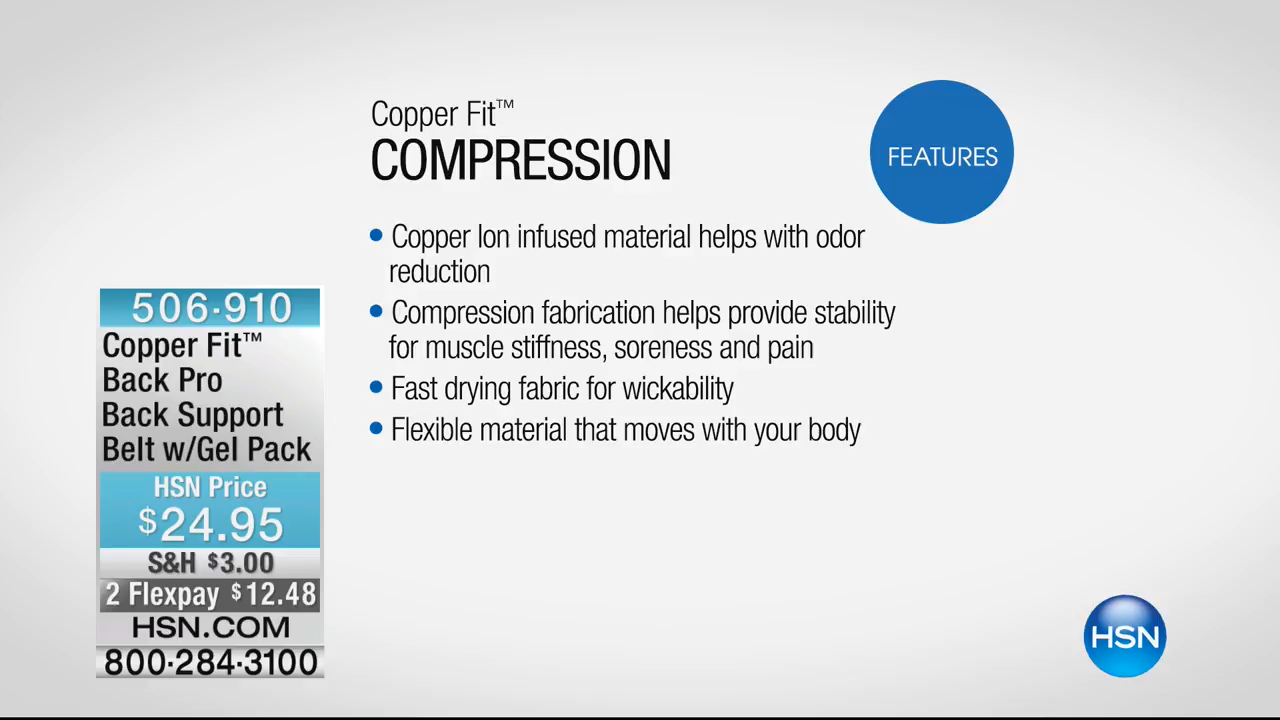 Copper Fit™
COMPRESSION
FEATURES
• Copper Ion infused material helps with odor
reduction
• Compression fabrication helps provide stability
for muscle stiffness, soreness and pain
• Fast drying fabric for wickability
• Flexible material that moves with your body
506·910
Copper Fit™
Back Pro
Back Support
Belt w/Gel Pack
HSN Price
$24.95
S&H $3.00
2 Flexpay $12.48
HSN.COM
800·284·3100
HSN